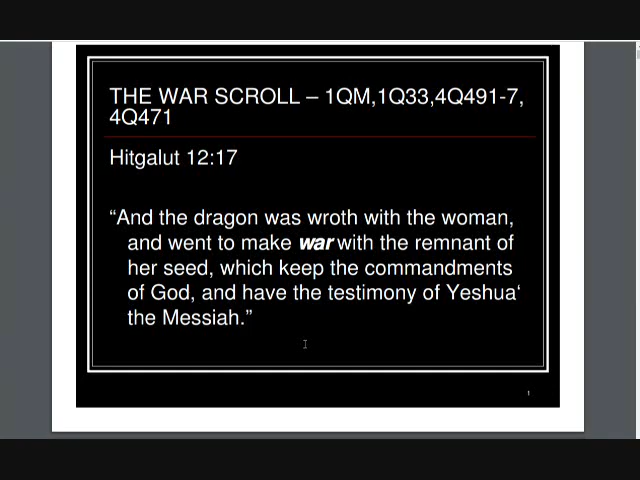 THE WAR SCROLL – 1QM,1Q33,4Q491-7,
4Q471
Hitgalut 12:17
“And the dragon was wroth with the woman,
and went to make war with the remnant of
her seed, which keep the commandments
of God, and have the testimony of Yeshua‘
the Messiah.”
1